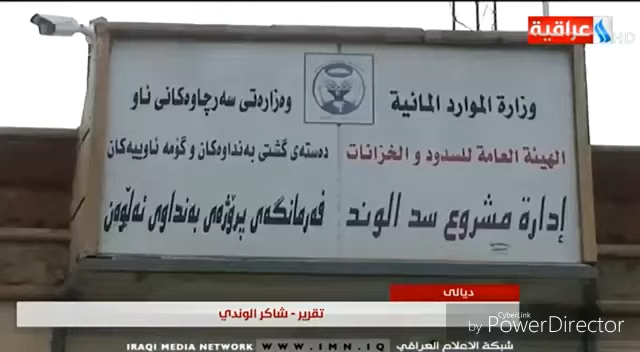 عراقية
HD
وزارة الموارد المائية
الهيئة العامة للسدود و الخزانات
إدارة مشروع سد الوند
وەزارەتی سەرچاوەکانی ئاو
دەستەی گشتی بەنداوەکان و گۆمە ئاوییەکان
فەرمانگەی پرۆژەی بەنداوی ئەڵوەن
ديالى
تقرير - شاكر الوندي
شبكة الاعلام العراقي
WWW.IMN.IQ
IRAQI MEDIA NETWORK
CyberLink
by PowerDirector